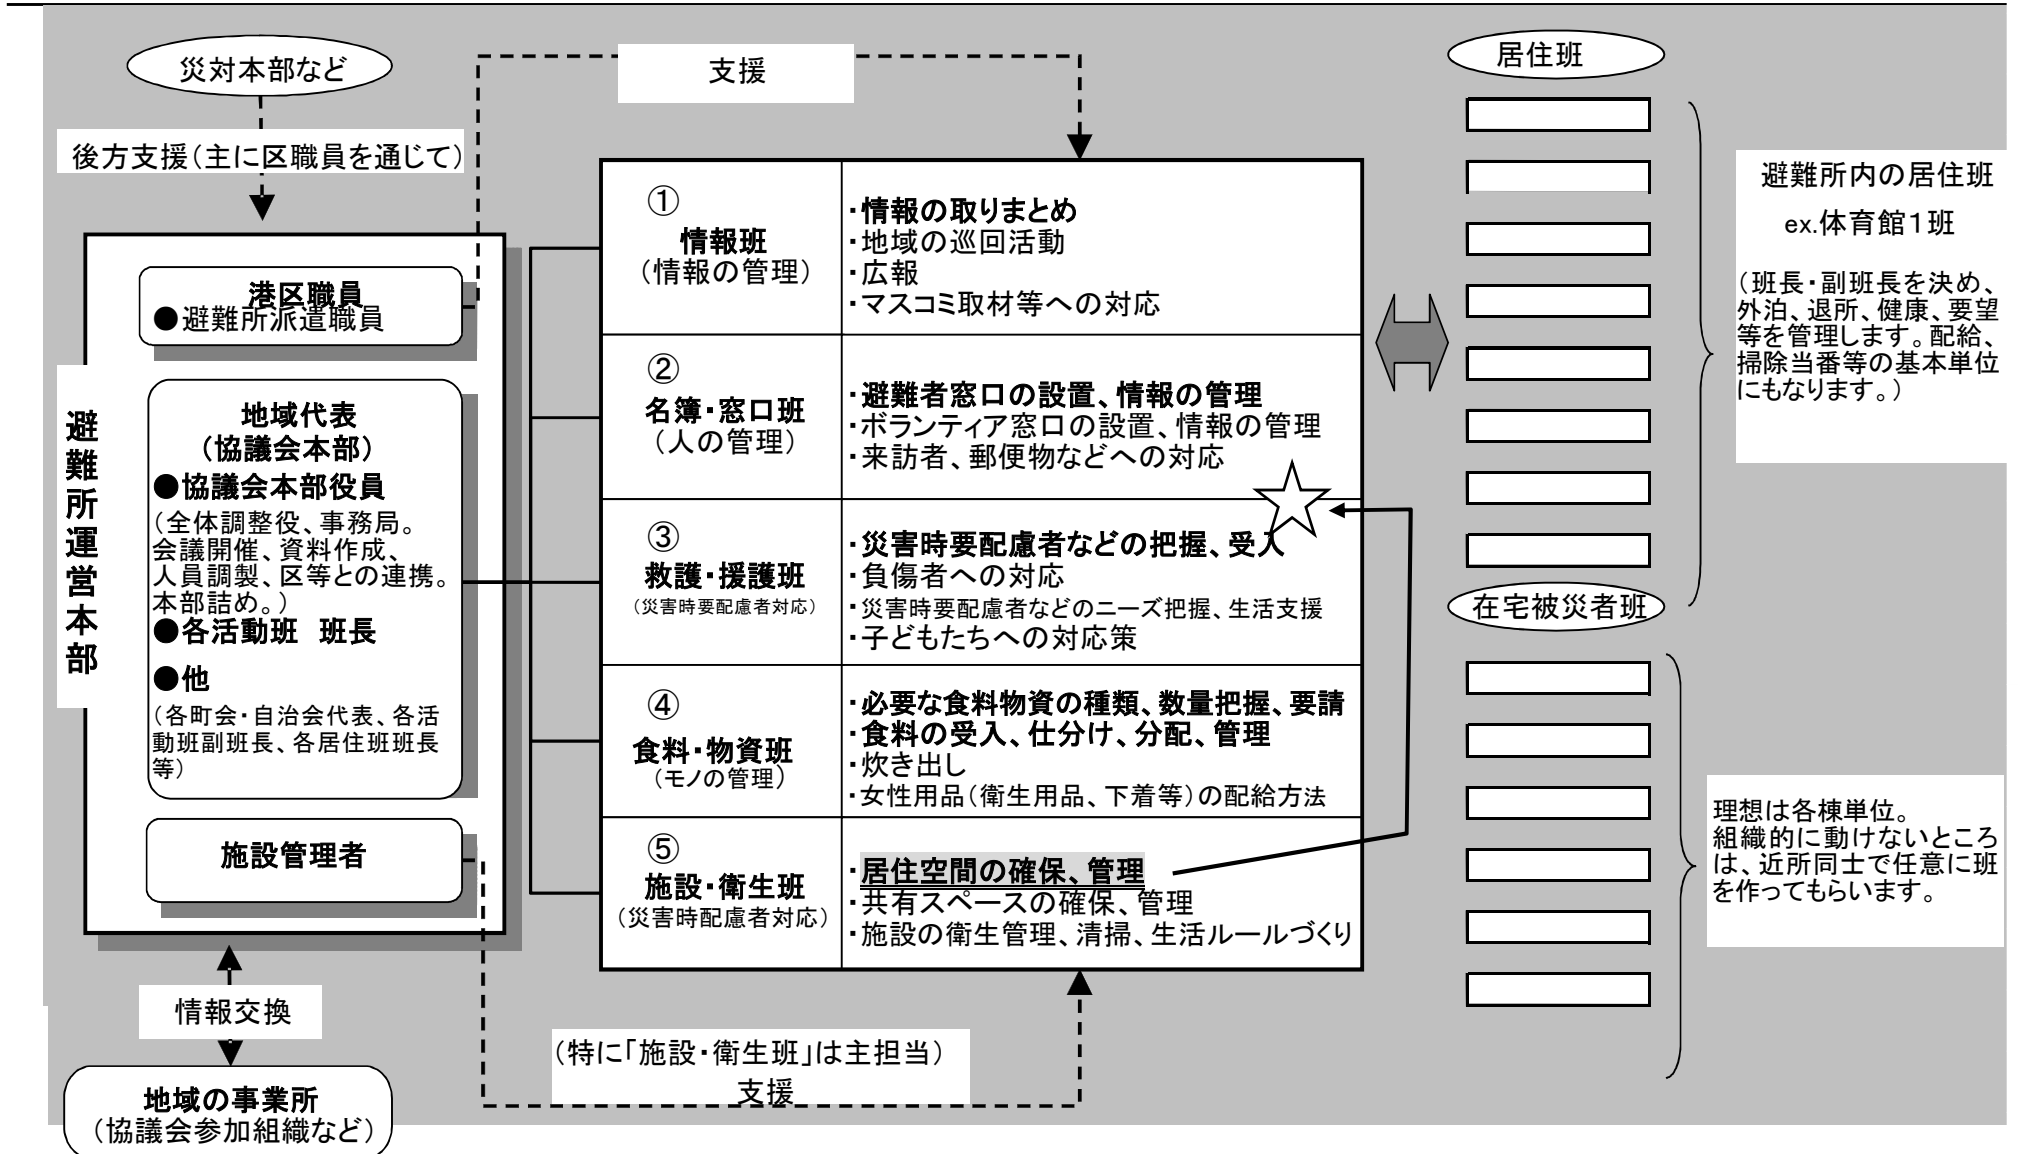 災対本部など
後方支援（主に区職員を通じて）
支援
避難所運営本部
港区職員
●避難所派遣職員
地域代表
（協議会本部）
●協議会本部役員
（全体調整役、事務局。
会議開催、資料作成、
人員調製、区等との連携。
本部詰め。）
●各活動班　班長
●他
（各町会・自治会代表、各活
動班副班長、各居住班班長
等）
施設管理者
情報交換
地域の事業所
（協議会参加組織など）
①
情報班
（情報の管理）
・情報の取りまとめ
・地域の巡回活動
・広報
・マスコミ取材等への対応
②
名簿・窓口班
（人の管理）
・避難者窓口の設置、情報の管理
・ボランティア窓口の設置、情報の管理
・来訪者、郵便物などへの対応
③
救護・援護班
（災害時要配慮者対応）
・災害時要配慮者などの把握、受入
・負傷者への対応
・災害時要配慮者などのニーズ把握、生活支援
・子どもたちへの対応策
④
食料・物資班
（モノの管理）
・必要な食料物資の種類、数量把握、要請
・食料の受入、仕分け、分配、管理
・炊き出し
・女性用品（衛生用品、下着等）の配給方法
⑤
施設・衛生班
（災害時配慮者対応）
・居住空間の確保、管理
・共有スペースの確保、管理
・施設の衛生管理、清掃、生活ルールづくり
（特に「施設・衛生班」は主担当）
支援
居住班
避難所内の居住班
ex.体育館１班
（班長・副班長を決め、
外泊、退所、健康、要望
等を管理します。配給、
掃除当番等の基本単位
にもなります。）
在宅被災者班
理想は各棟単位。
組織的に動けないところ
は、近所同士で任意に班
を作ってもらいます。